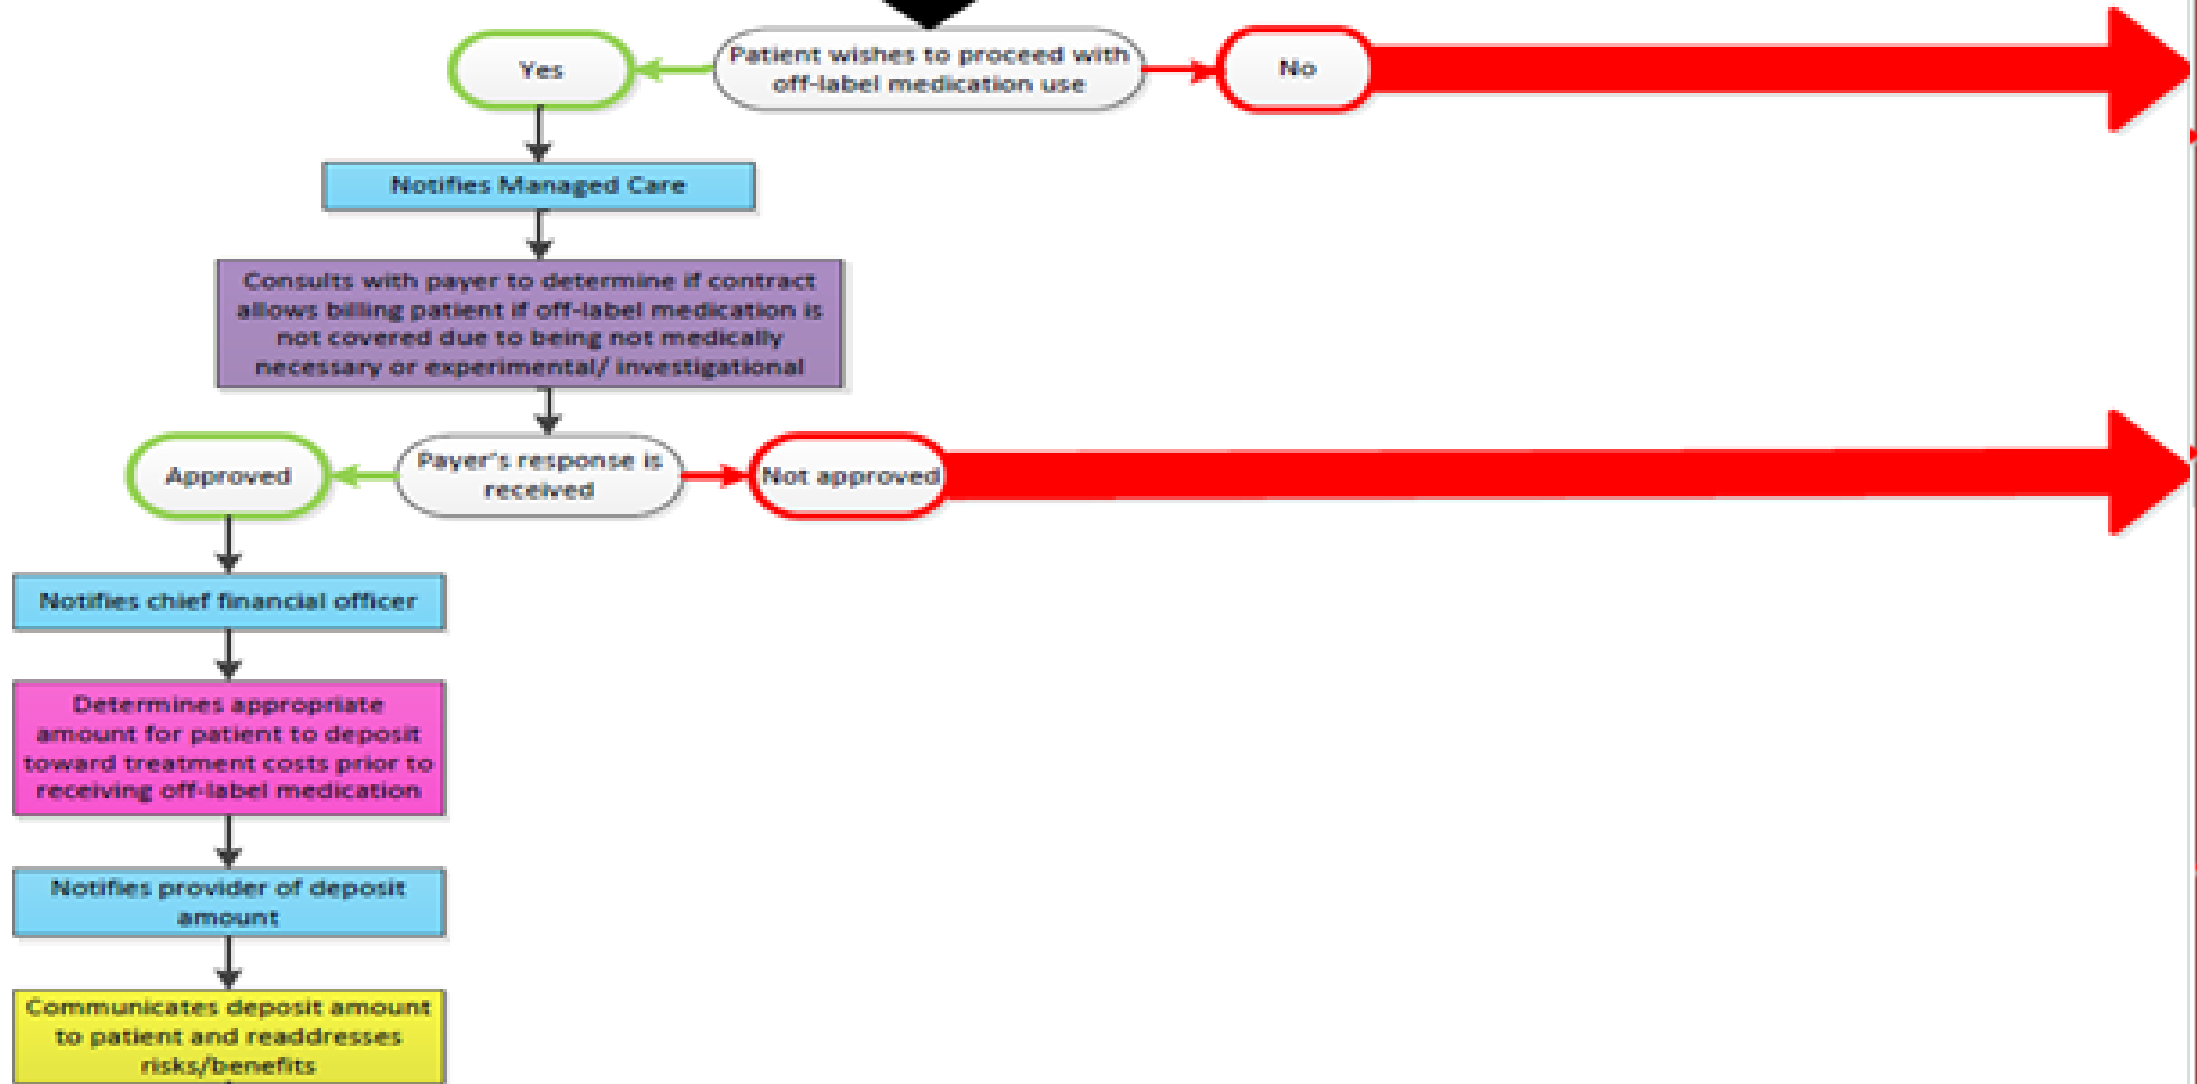 Yes
Patient wishes to proceed with
off-label medication use
No
Notifies Managed Care
Consults with payer to determine if contract
allows billing patient if off-label medication is
not covered due to being not medically
necessary or experimental/ investigational
Approved
Payer's response is
received
Not approved
Notifies chief financial officer
Determines appropriate
amount for patient to deposit
toward treatment costs prior to
receiving off-label medication
Notifies provider of deposit
amount
Communicates deposit amount
to patient and readdresses
risks/benefits